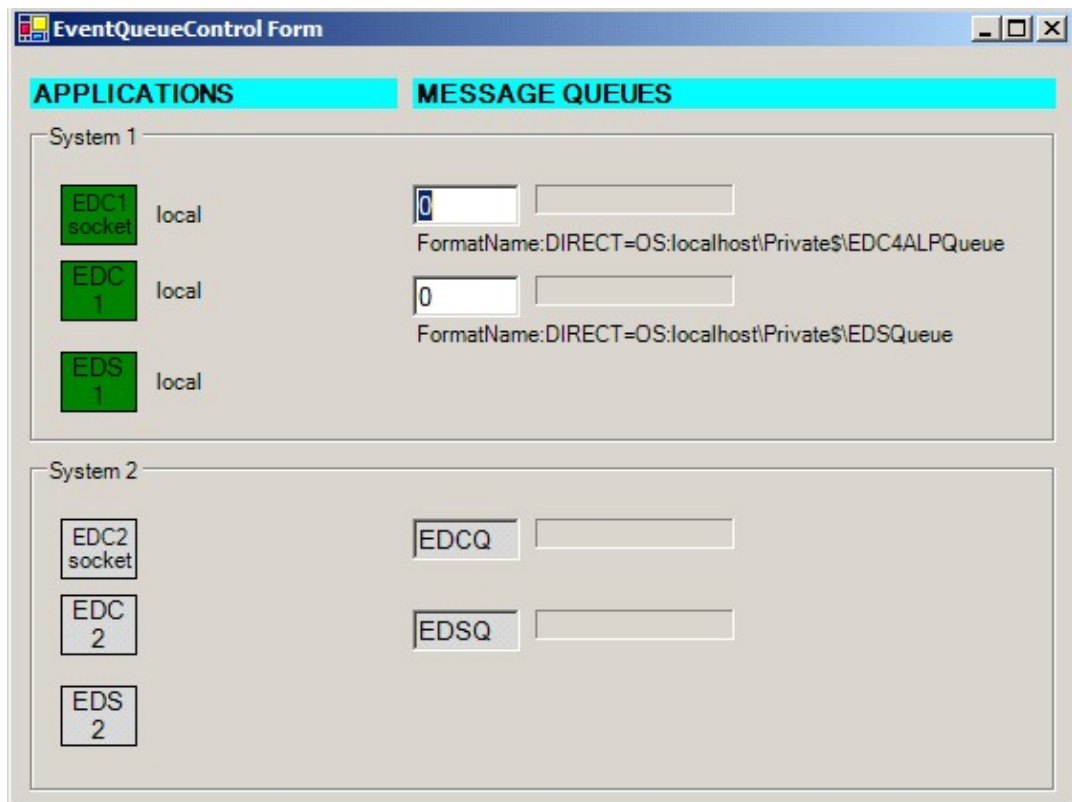 EventQueueControl Form
APPLICATIONS MESSAGE QUEUES
System 1
EDC1
socket
local
0
FormatName:DIRECT=OS:localhost\Private$\EDC4ALPQueue
EDC
1
local
0
FormatName:DIRECT=OS:localhost\Private$\EDSQueue
EDS
1
local
System 2
EDC2
socket
EDCQ
EDC
2
EDSQ
EDS
2